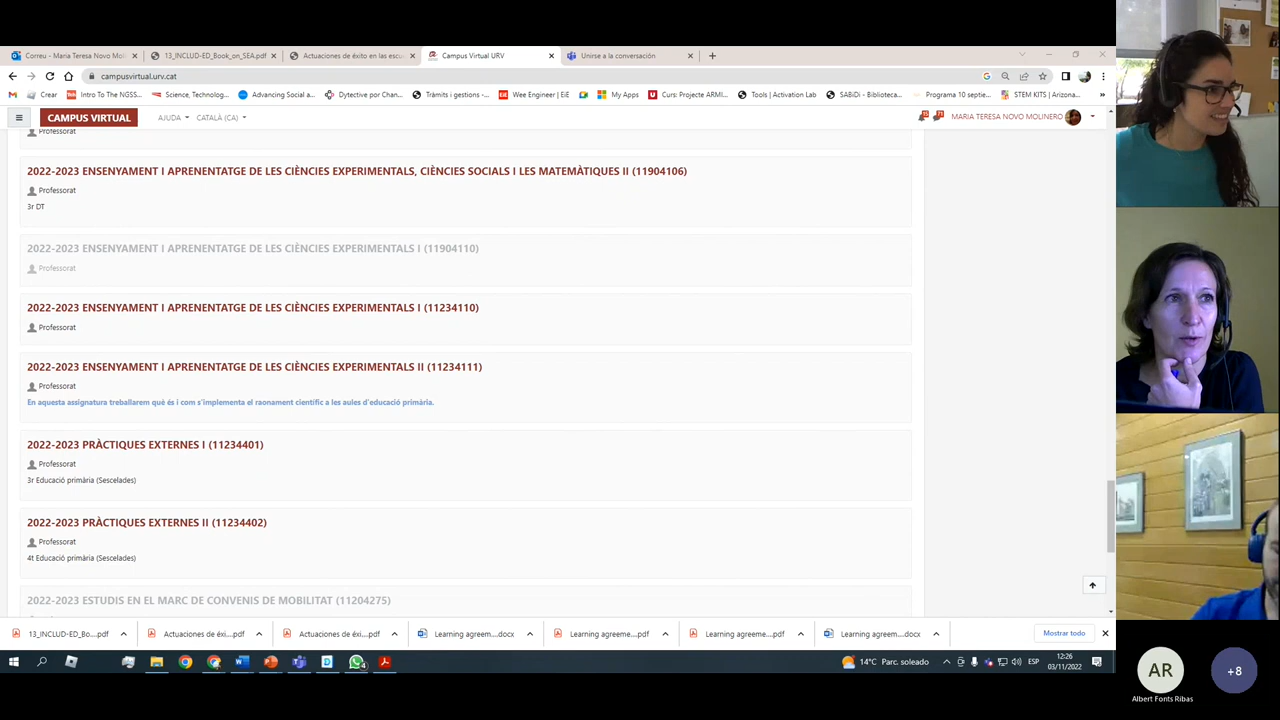 Correu - Maria Teresa Novo Moli
13_INCLUD-ED_Book_on_SEA.pdf
Actuaciones de éxito en las escue
Campus Virtual URV
Unirse a la conversación
campusvirtual.urv.cat
Crear
Intro To The NGSS...
Science, Technolog...
Advancing Social a...
Dytective por Chan...
Tràmits i gestions -...
Wee Engineer | EiE
My Apps
Curs: Projecte ARMI...
Tools | Activation Lab
SABiDi - Biblioteca...
Programa 10 septie...
STEM KITS | Arizona...
CAMPUS VIRTUAL
AJUDA
CATALÀ (CA)
MARIA TERESA NOVO MOLINERO
Professorat
2022-2023 ENSENYAMENT I APRENENTATGE DE LES CIÈNCIES EXPERIMENTALS, CIÈNCIES SOCIALS I LES MATEMÀTIQUES II (11904106)
Professorat
3r DT
2022-2023 ENSENYAMENT I APRENENTATGE DE LES CIÈNCIES EXPERIMENTALS I (11904110)
Professorat
2022-2023 ENSENYAMENT I APRENENTATGE DE LES CIÈNCIES EXPERIMENTALS I (11234110)
Professorat
2022-2023 ENSENYAMENT I APRENENTATGE DE LES CIÈNCIES EXPERIMENTALS II (11234111)
Professorat
En aquesta assignatura treballarem què és i com s'implementa el raonament científic a les aules d'educació primària.
2022-2023 PRÀCTIQUES EXTERNES I (11234401)
Professorat
3r Educació primària (Sescelades)
2022-2023 PRÀCTIQUES EXTERNES II (11234402)
Professorat
4t Educació primària (Sescelades)
2022-2023 ESTUDIS EN EL MARC DE CONVENIS DE MOBILITAT (11204275)
13_INCLUD-ED_Bo....pdf
Actuaciones de éxi....pdf
Actuaciones de éxi....pdf
Learning agreem....docx
Learning agreeme....pdf
Learning agreeme....pdf
Learning agreem....docx
Mostrar todo
14°C Parc. soleado
ESP
12:26
03/11/2022
AR
Albert Fonts Ribas
+8